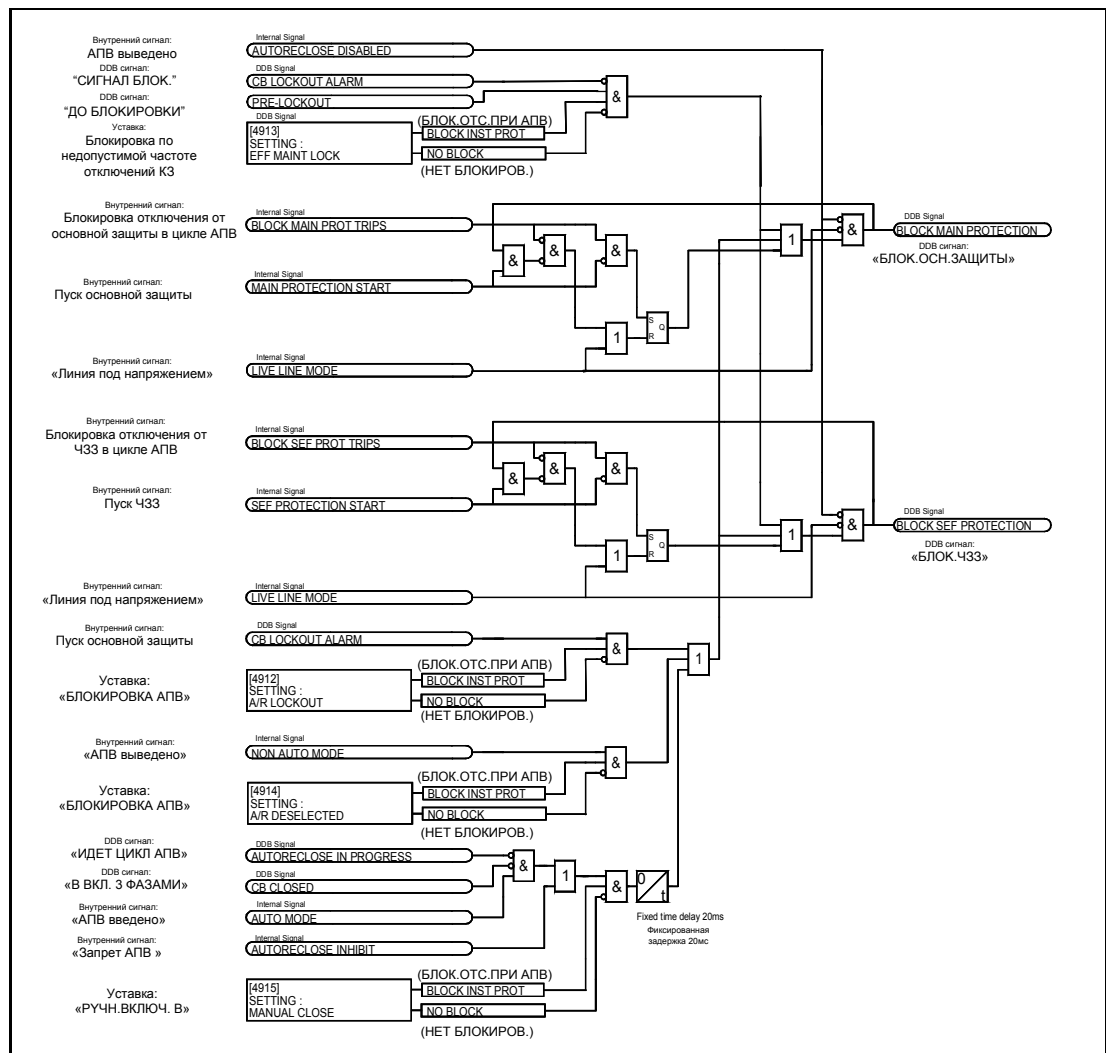 Внутренний сигнал:
АПВ выведено
Internal Signal
AUTORECLOSE DISABLED
DDB сигнал:
“СИГНАЛ БЛОК.”
DDB Signal
CB LOCKOUT ALARM
DDB сигнал:
“ДО БЛОКИРОВКИ”
PRE-LOCKOUT
DDB Signal
Уставка:
Блокировка по
недопустимой частоте
отключений КЗ
[4913]
SETTING :
EFF MAINT LOCK
(БЛОК.ОТС.ПРИ АПВ)
BLOCK INST PROT
NO BLOCK
(НЕТ БЛОКИРОВ.)
&
Внутренний сигнал:
Блокировка отключения от
основной защиты в цикле АПВ
Internal Signal
BLOCK MAIN PROT TRIPS
Внутренний сигнал:
Пуск основной защиты
Internal Signal
MAIN PROTECTION START
&
&
&
1
S
Q
R
1
&
DDB Signal
BLOCK MAIN PROTECTION
DDB сигнал:
«БЛОК.ОСН.ЗАЩИТЫ»
Внутренний сигнал:
«Линия под напряжением»
Internal Signal
LIVE LINE MODE
Внутренний сигнал:
Блокировка отключения от
ЧЗЗ в цикле АПВ
Internal Signal
BLOCK SEF PROT TRIPS
Внутренний сигнал:
Пуск ЧЗЗ
Internal Signal
SEF PROTECTION START
&
&
&
1
S
Q
R
1
&
DDB Signal
BLOCK SEF PROTECTION
DDB сигнал:
«БЛОК.ЧЗЗ»
Внутренний сигнал:
«Линия под напряжением»
Internal Signal
LIVE LINE MODE
Внутренний сигнал:
Пуск основной защиты
DDB Signal
CB LOCKOUT ALARM
Уставка:
«БЛОКИРОВКА АПВ»
[4912]
SETTING :
A/R LOCKOUT
(БЛОК.ОТС.ПРИ АПВ)
BLOCK INST PROT
NO BLOCK
(НЕТ БЛОКИРОВ.)
&
1
Внутренний сигнал:
«АПВ выведено»
Internal Signal
NON AUTO MODE
Уставка:
«БЛОКИРОВКА АПВ»
[4914]
SETTING :
A/R DESELECTED
(БЛОК.ОТС.ПРИ АПВ)
BLOCK INST PROT
NO BLOCK
(НЕТ БЛОКИРОВ.)
&
DDB сигнал:
«ИДЕТ ЦИКЛ АПВ»
DDB Signal
AUTORECLOSE IN PROGRESS
DDB сигнал:
«В ВКЛ. 3 ФАЗАМИ»
DDB Signal
CB CLOSED
Внутренний сигнал:
«АПВ введено»
Internal Signal
AUTO MODE
Внутренний сигнал:
«Запрет АПВ »
Internal Signal
AUTORECLOSE INHIBIT
&
1
&
0
t
Fixed time delay 20ms
Фиксированная
задержка 20мс
Уставка:
«РУЧН.ВКЛЮЧ. В»
[4915]
SETTING :
MANUAL CLOSE
(БЛОК.ОТС.ПРИ АПВ)
BLOCK INST PROT
NO BLOCK
(НЕТ БЛОКИРОВ.)